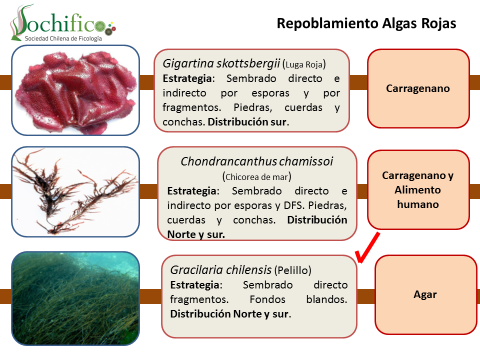 Sochifico
Sociedad Chilena de Ficología
Repoblamiento Algas Rojas
Gigartina skottsbergii (Luga Roja)
Estrategia: Sembrado directo e
indirecto por esporas y por
fragmentos. Piedras, cuerdas y
conchas. Distribución sur.
Carragenano
Chondrancanthus chamissoi
(Chicorea de mar)
Estrategia: Sembrado directo e
indirecto por esporas y DFS. Piedras,
cuerdas y conchas. Distribución
Norte y sur.
Carragenano y
Alimento
humano
Gracilaria chilensis (Pelillo)
Estrategia: Sembrado directo
fragmentos. Fondos blandos.
Distribución Norte y sur.
Agar